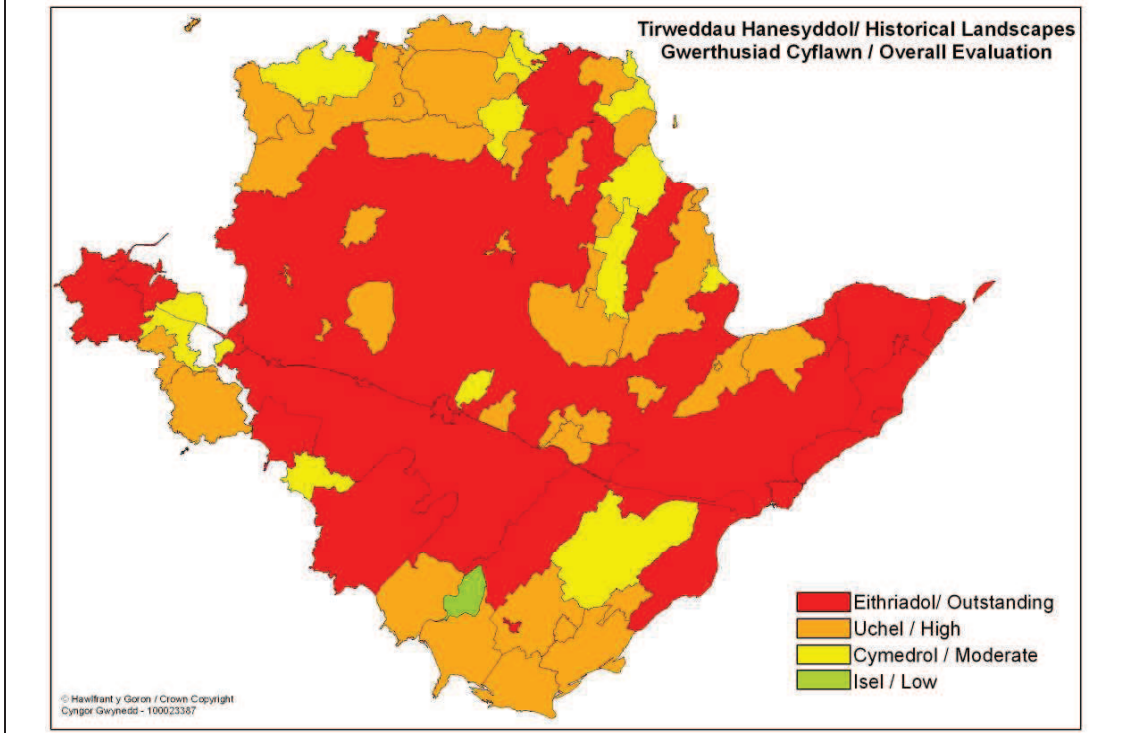 Tirweddau Hanesyddol/ Historical Landscapes
Gwerthusiad Cyflawn / Overall Evaluation
Eithriadol/ Outstanding
Uchel / High
Cymedrol / Moderate
Isel / Low
© Hawlfraint y Goron / Crown Copyright
Cyngor Gwynedd - 100023387